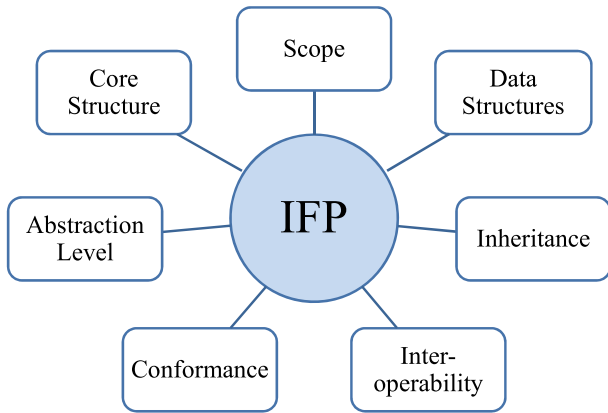 Scope
Core
Structure
Data
Structures
IFP
Abstraction
Level
Inheritance
Conformance
Inter-
operability